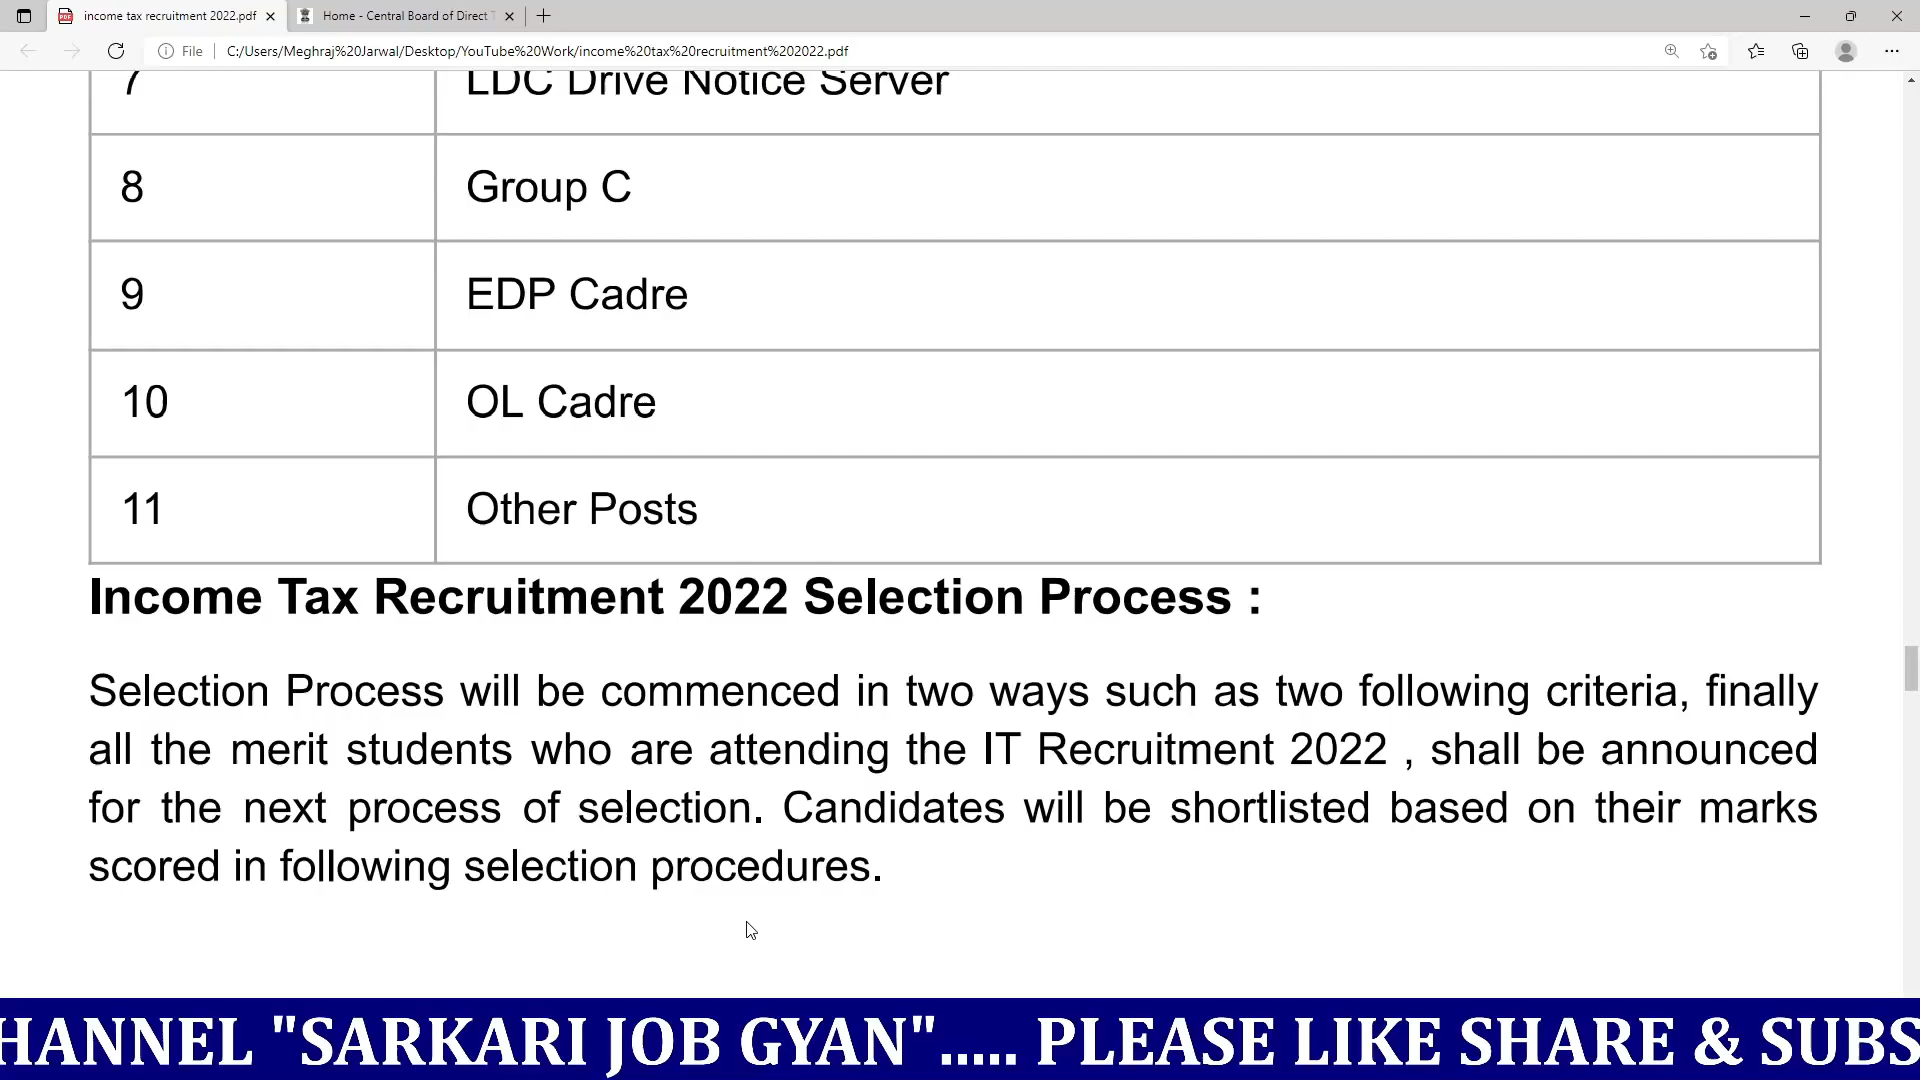 income tax recruitment 2022.pdf
Home - Central Board of Direct
File
C:/Users/Meghraj%20Jarwal/Desktop/YouTube%20Work/income%20tax%20recruitment%202022.pdf
7 LDC Drive Notice Server
8 Group C
9 EDP Cadre
10 OL Cadre
11 Other Posts
Income Tax Recruitment 2022 Selection Process :
Selection Process will be commenced in two ways such as two following criteria, finally
all the merit students who are attending the IT Recruitment 2022 , shall be announced
for the next process of selection. Candidates will be shortlisted based on their marks
scored in following selection procedures.
HANNEL "SARKARI JOB GYAN"..... PLEASE LIKE SHARE & SUBS